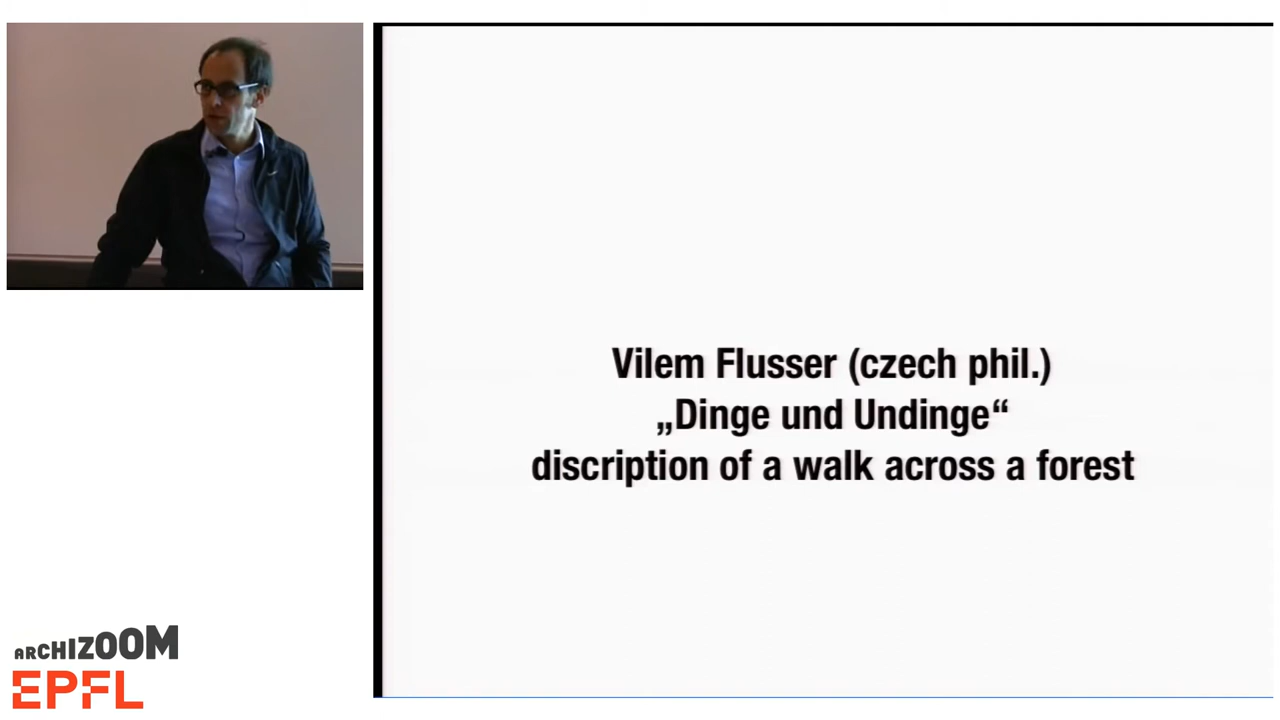 Vilem Flusser (czech phil.)
„Dinge und Undinge“
discription of a walk across a forest
ARCHIZOOM
EPFL